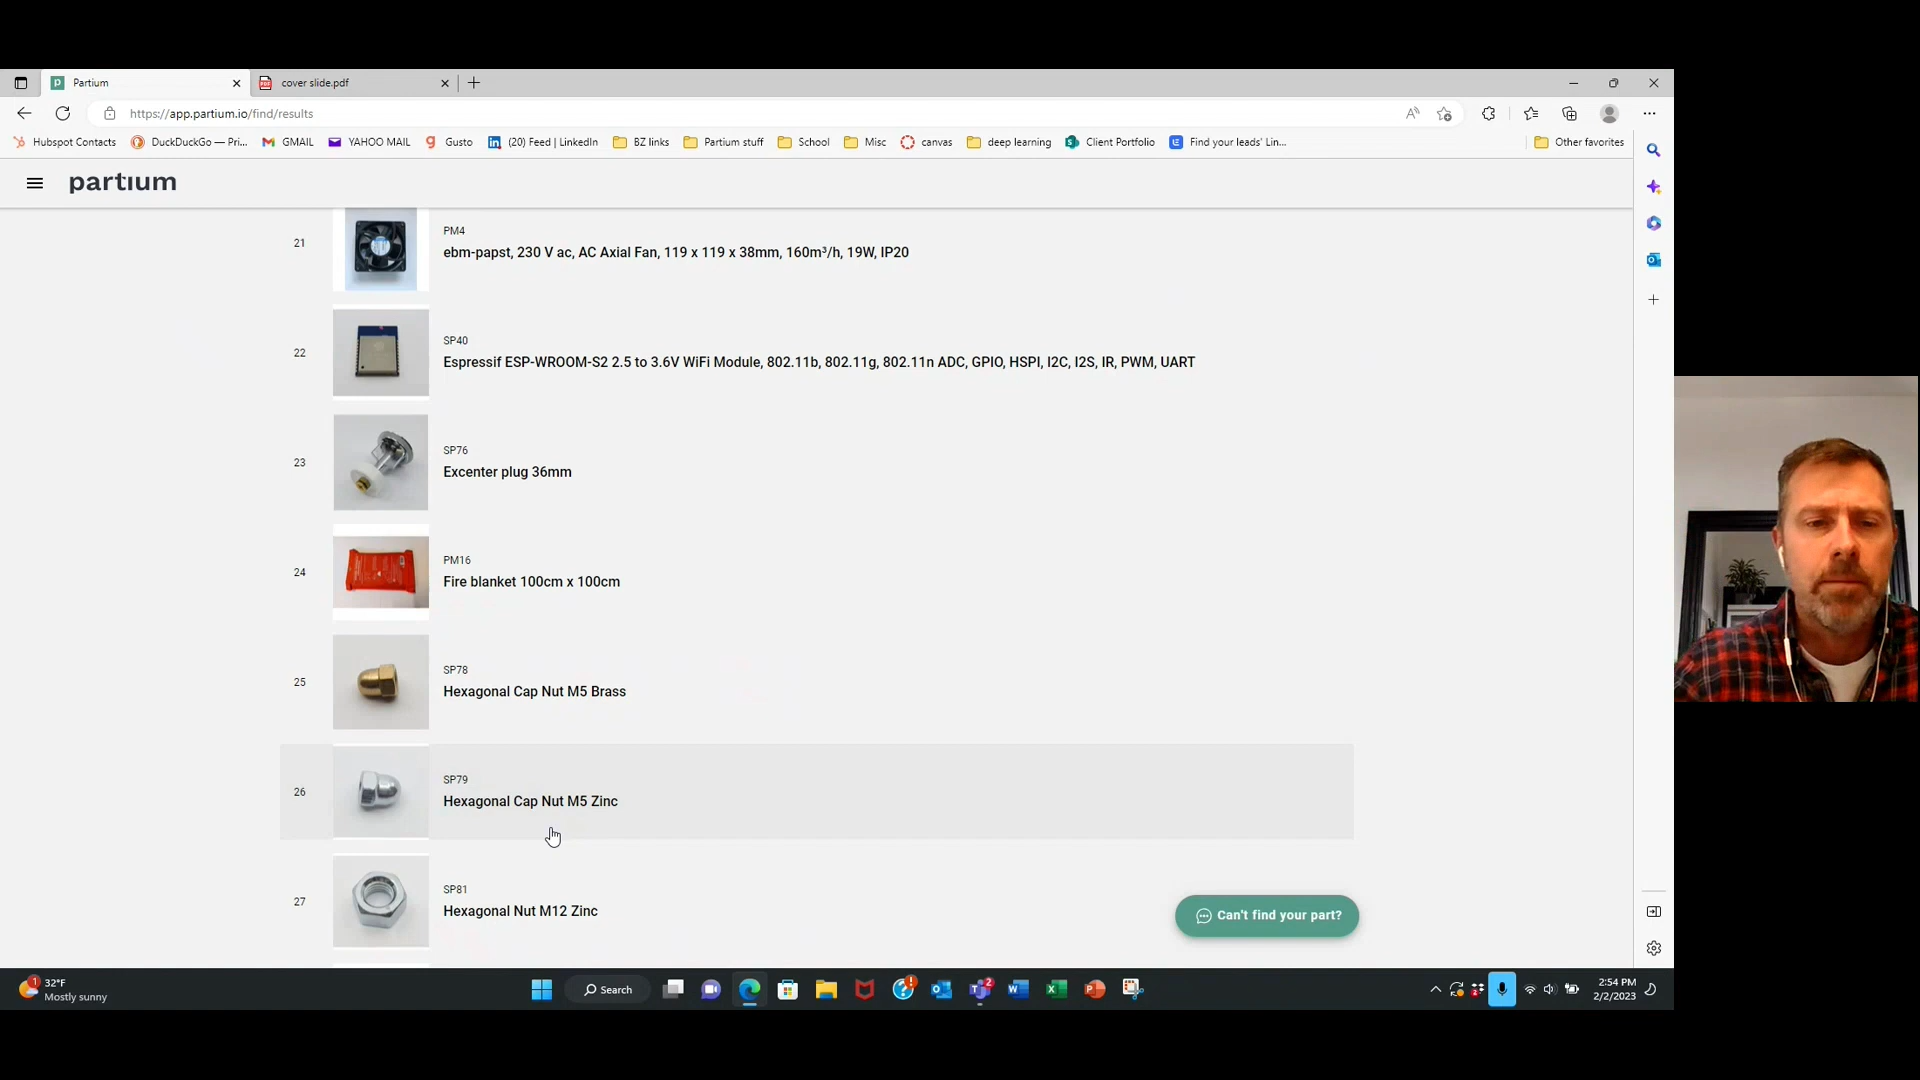 Partium
cover slide.pdf
https://app.partium.io/find/results
Hubspot Contacts
DuckDuckGo — Pri...
GMAIL
YAHOO MAIL
Gusto
(20) Feed | LinkedIn
BZ links
Partium stuff
School
Misc
canvas
deep learning
Client Portfolio
Find your leads' Lin...
Other favorites
partium
21
PM4
ebm-papst, 230 V ac, AC Axial Fan, 119 x 119 x 38mm, 160m³/h, 19W, IP20
22
SP40
Espressif ESP-WROOM-S2 2.5 to 3.6V WiFi Module, 802.11b, 802.11g, 802.11n ADC, GPIO, HSPI, I2C, I2S, IR, PWM, UART
23
SP76
Excenter plug 36mm
24
PM16
Fire blanket 100cm x 100cm
25
SP78
Hexagonal Cap Nut M5 Brass
26
SP79
Hexagonal Cap Nut M5 Zinc
27
SP81
Hexagonal Nut M12 Zinc
Can't find your part?
1
32°F
Mostly sunny
Search
2
2:54 PM
2/2/2023